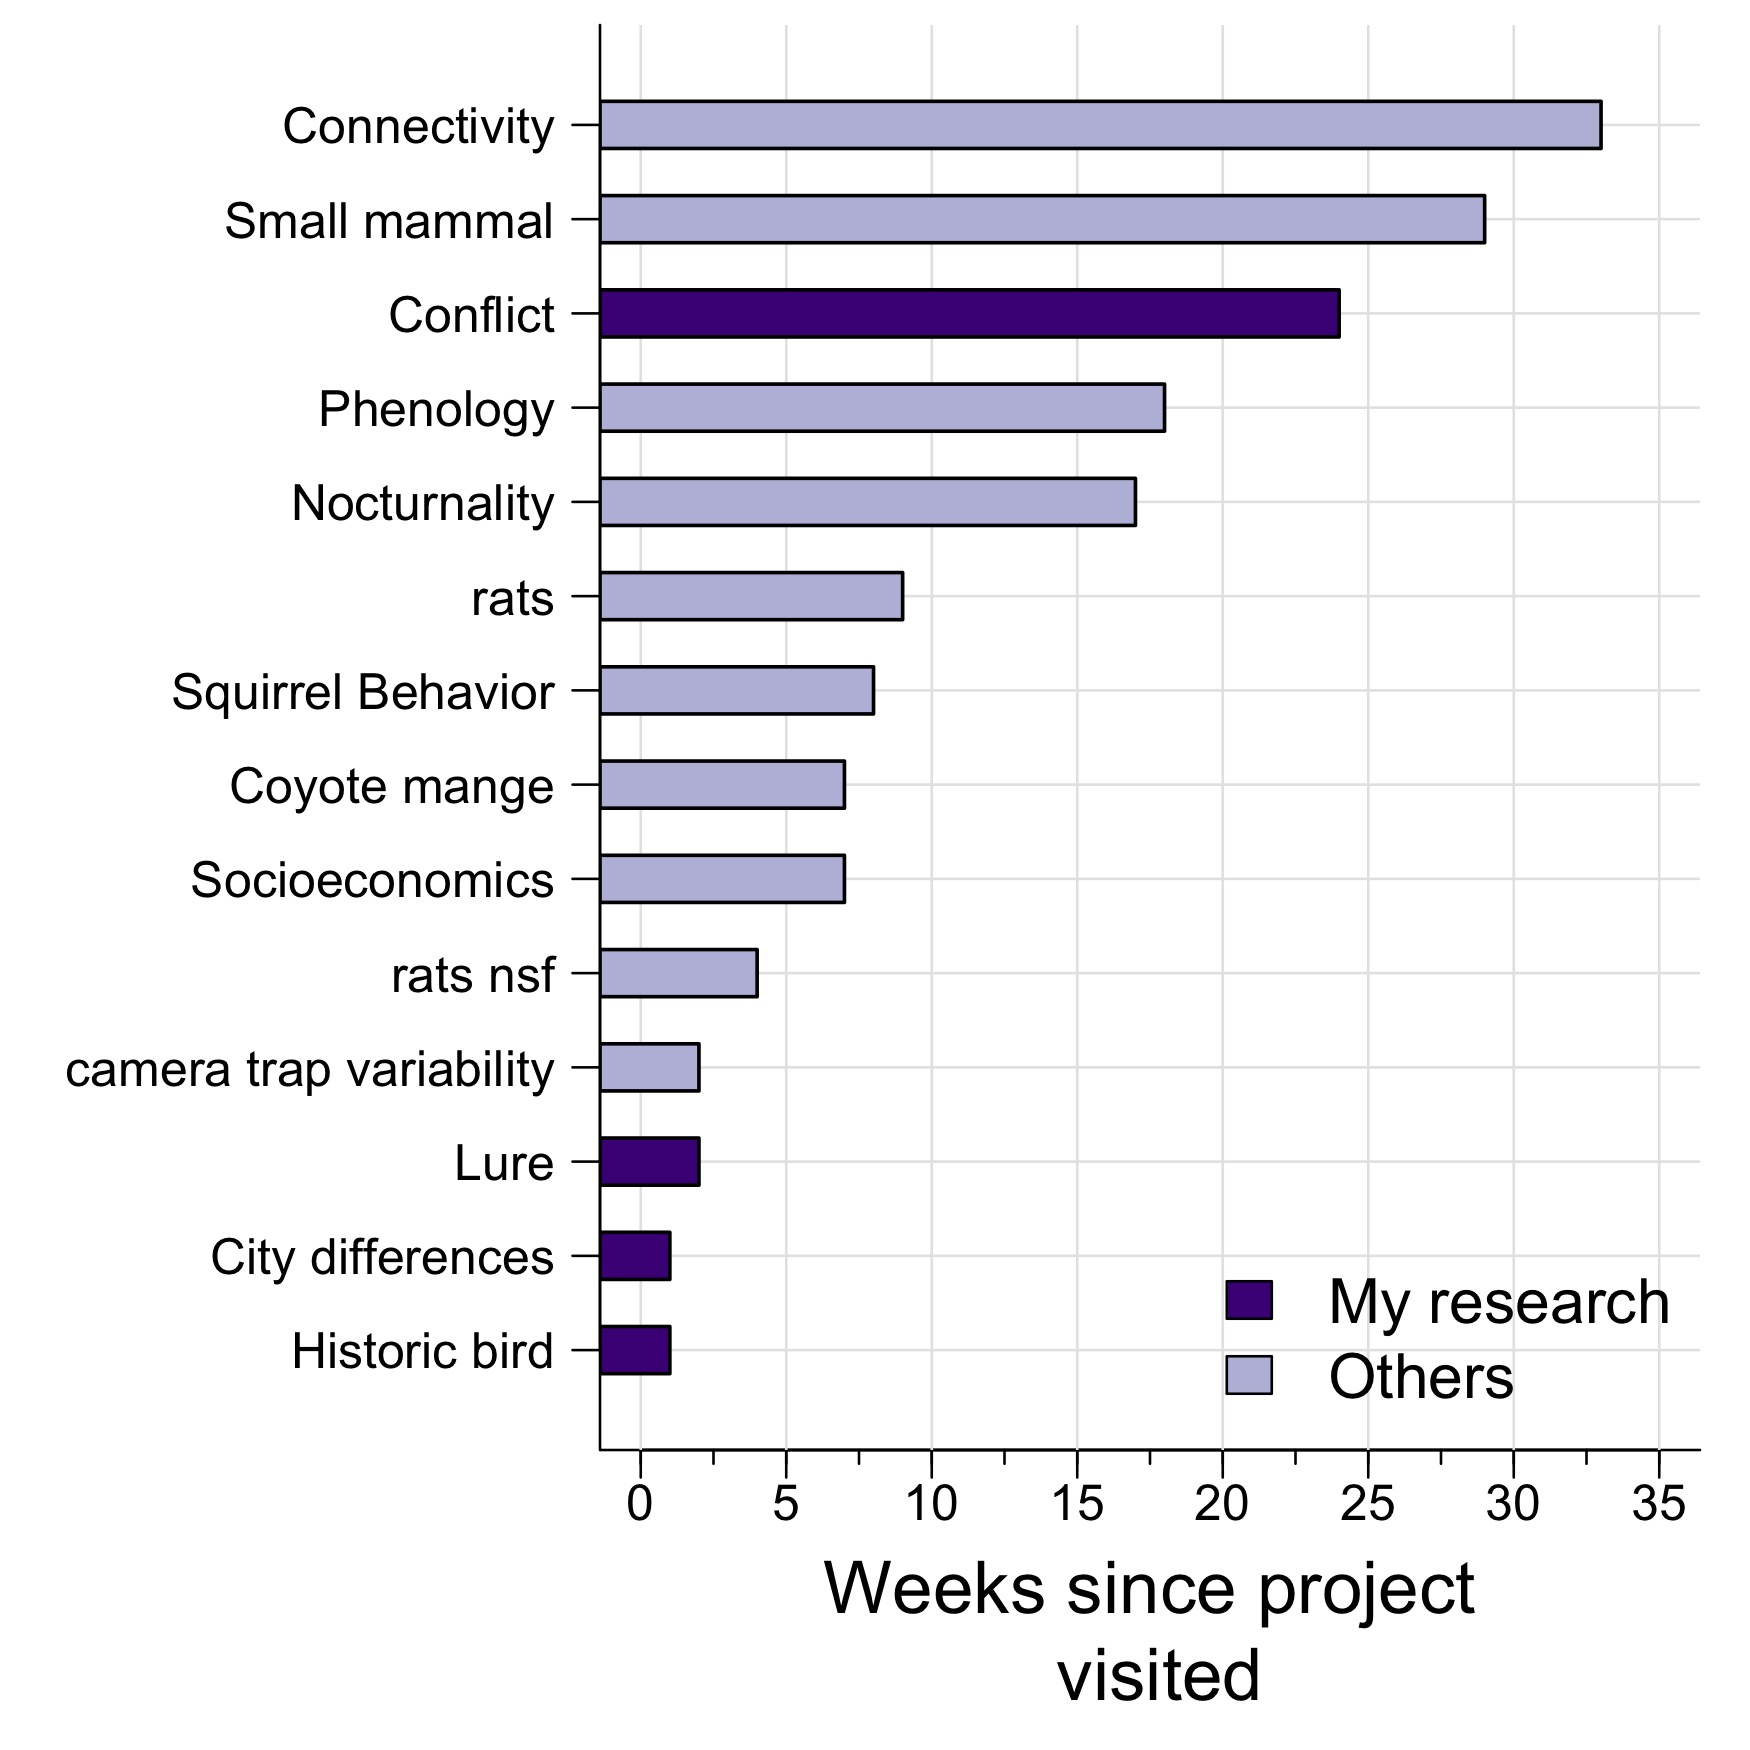 Connectivity
Small mammal
Conflict
Phenology
Nocturnality
rats
Squirrel Behavior
Coyote mange
Socioeconomics
rats nsf
camera trap variability
Lure
City differences
Historic bird
My research
Others
0 5 10 15 20 25 30 35
Weeks since project
visited